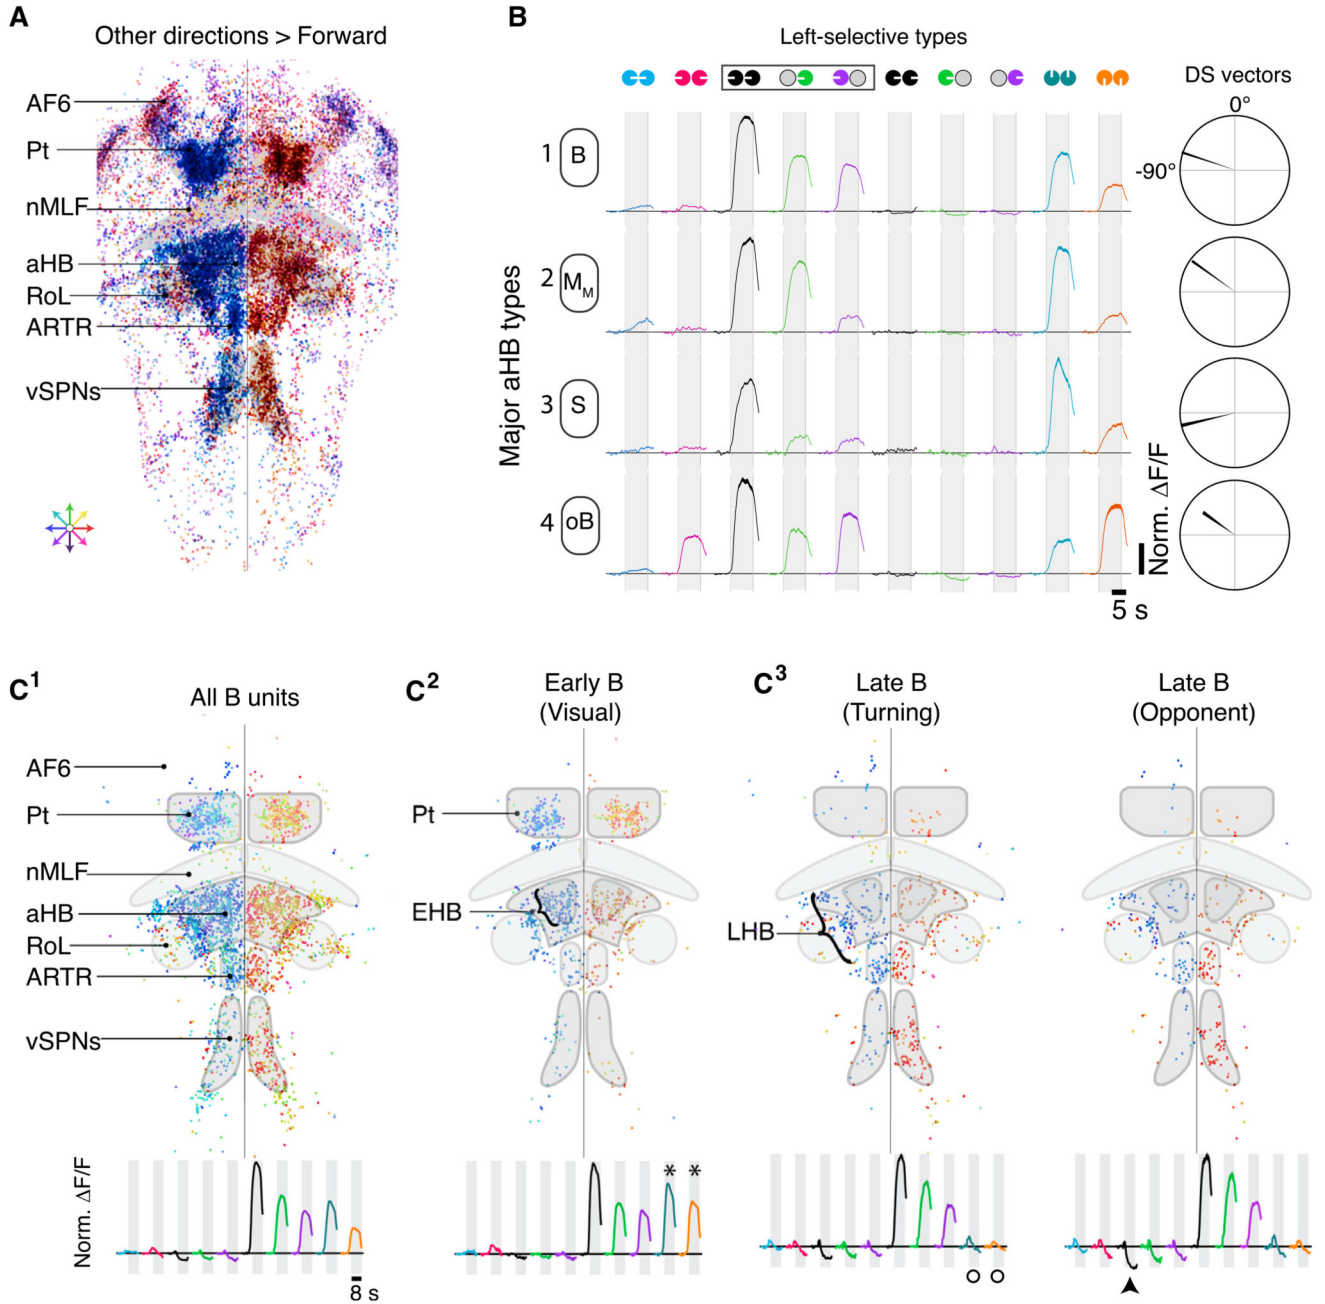 A
Other directions > Forward
AF6
Pt
nMLF
aHB
RoL
ARTR
vSPNs
B
Left-selective types
DS vectors
0°
-90°
Major aHB types
1 B
2 MM
3 S
4 oB
Norm. ΔF/F
5 s
C1
All B units
AF6
Pt
nMLF
aHB
RoL
ARTR
vSPNs
Norm. ΔF/F
8 s
C2
Early B
(Visual)
Pt
EHB
* *
C3
Late B
(Turning)
LHB
Late B
(Opponent)